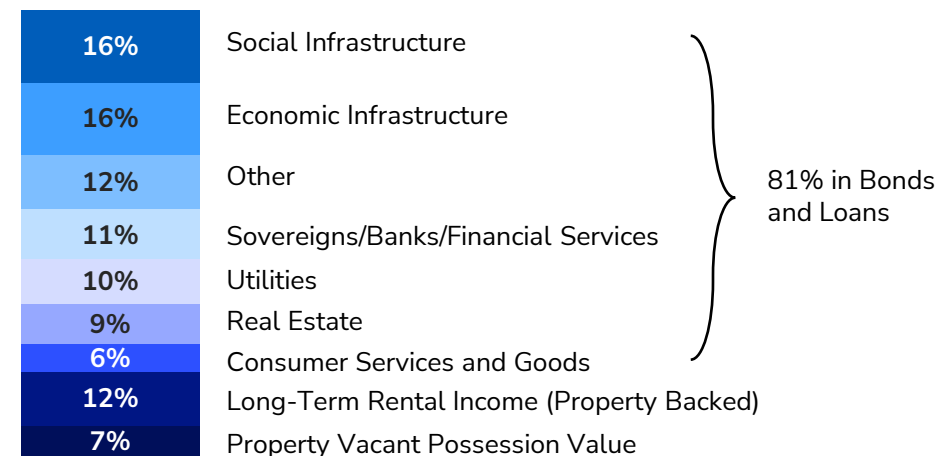 16% Social Infrastructure
16% Economic Infrastructure
12% Other
81% in Bonds
and Loans
11% Sovereigns/Banks/Financial Services
10% Utilities
9% Real Estate
6% Consumer Services and Goods
12% Long-Term Rental Income (Property Backed)
7% Property Vacant Possession Value